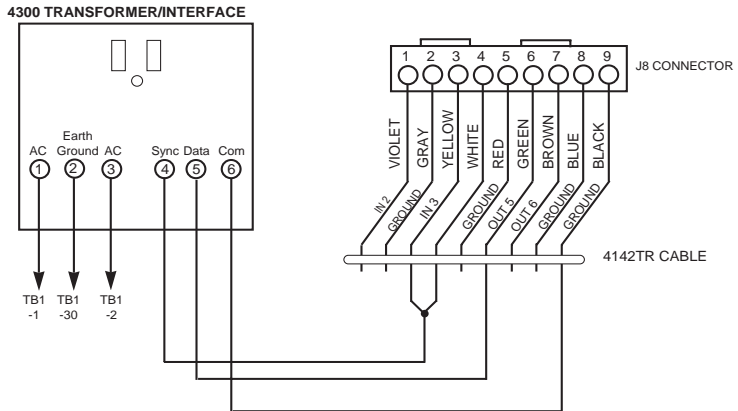 4300 TRANSFORMER/INTERFACE
1 2 3 4 5 6 7 8 9
J8 CONNECTOR
Earth
Ground
AC
AC
Sync Data Com
1 2 3 4 5 6
VIOLET
GRAY
YELLOW
WHITE
RED
GREEN
BROWN
BLUE
BLACK
IN 2
GROUND
IN 3
GROUND
OUT 5
OUT 6
GROUND
GROUND
4142TR CABLE
TB1
-1
TB1
-30
TB1
-2